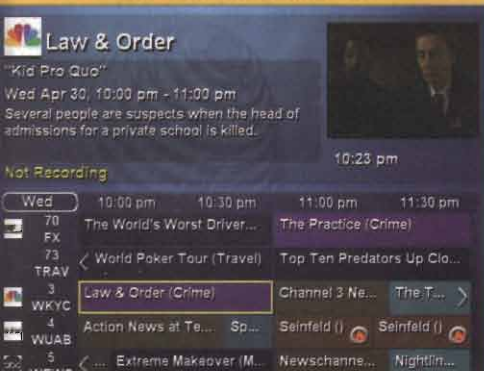 Law & Order
"Kid Pro Quo"
Wed Apr 30, 10:00 pm - 11:00 pm
Several people are suspects when the head of
admissions for a private school is killed.
10:23 pm
Not Recording
Wed 10:00 pm 10:30 pm 11:00 pm 11:30 pm
70 FX The World's Worst Driver... The Practice (Crime)
73 TRAV World Poker Tour (Travel) Top Ten Predators Up Clo...
3 WKYC Law & Order (Crime) Channel 3 Ne... The T...
4 WUAB Action News at Te... Sp... Seinfeld () Seinfeld ()
5 ... Extreme Makeover (M... Newschanne... Nightlin...